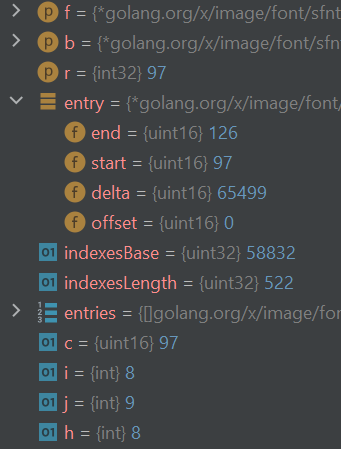 p f = {*golang.org/x/image/font/sfnt
p b = {*golang.org/x/image/font/sfnt
p r = {int32} 97
entry = {*golang.org/x/image/font/
f end = {uint16} 126
f start = {uint16} 97
f delta = {uint16} 65499
f offset = {uint16} 0
01 indexesBase = {uint32} 58832
01 indexesLength = {uint32} 522
123 entries = {[]golang.org/x/image/fon
01 c = {uint16} 97
01 i = {int} 8
01 j = {int} 9
01 h = {int} 8